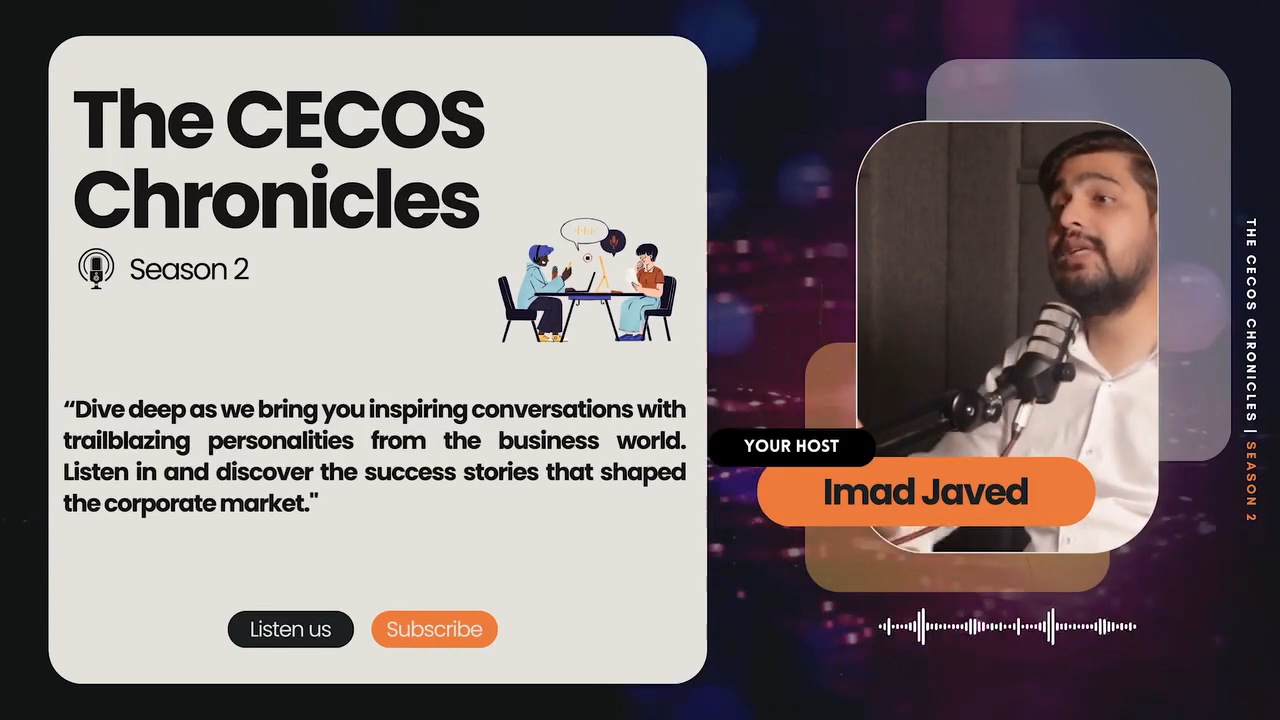 The CECOS
Chronicles
Season 2
“Dive deep as we bring you inspiring conversations with
trailblazing personalities from the business world.
Listen in and discover the success stories that shaped
the corporate market."
Listen us
Subscribe
YOUR HOST
Imad Javed
THE CECOS CHRONICLES | SEASON 2